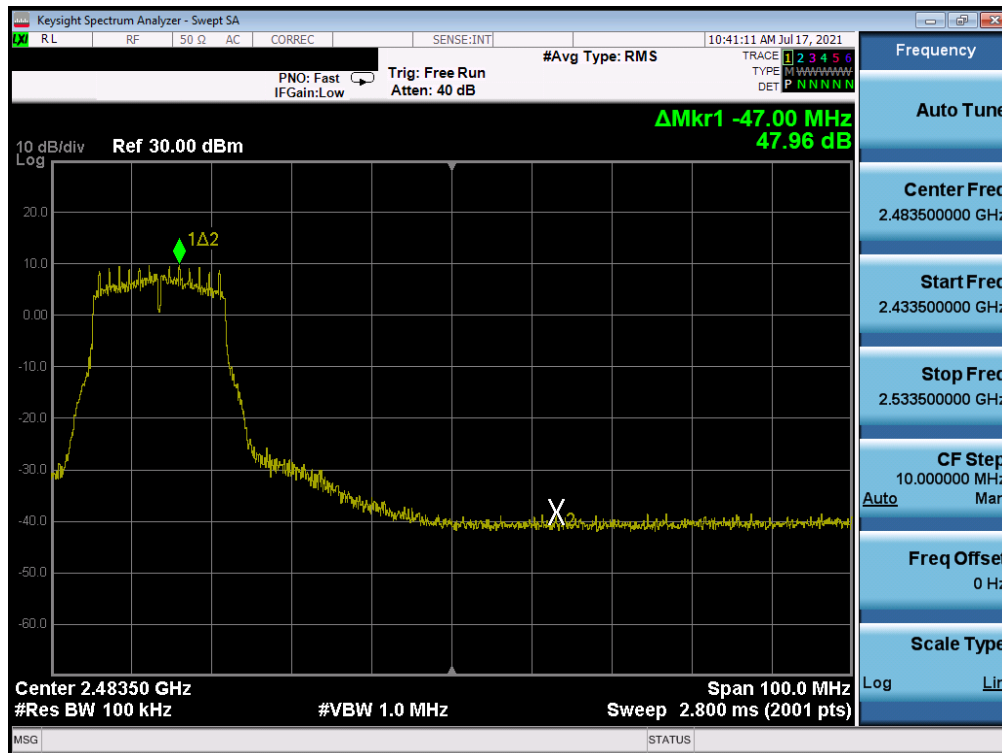 Keysight Spectrum Analyzer - Swept SA
LXI RL RF 50 Ω AC CORREC SENSE:INT 10:41:11 AM Jul 17, 2021
#Avg Type: RMS
TRACE 1 2 3 4 5 6
PNO: Fast Trig: Free Run
TYPE M W W W W W
IFGain:Low Atten: 40 dB
DET P N N N N N
ΔMkr1 -47.00 MHz
47.96 dB
10 dB/div Ref 30.00 dBm
Log
20.0
10.0
0.00
-10.0
-20.0
-30.0
-40.0
-50.0
-60.0
1Δ2
X2
Center 2.48350 GHz Span 100.0 MHz
#Res BW 100 kHz #VBW 1.0 MHz Sweep 2.800 ms (2001 pts)
MSG STATUS
Frequency
Auto Tune
Center Freq
2.483500000 GHz
Start Freq
2.433500000 GHz
Stop Freq
2.533500000 GHz
CF Step
10.000000 MHz
Auto Man
Freq Offset
0 Hz
Scale Type
Log Lin